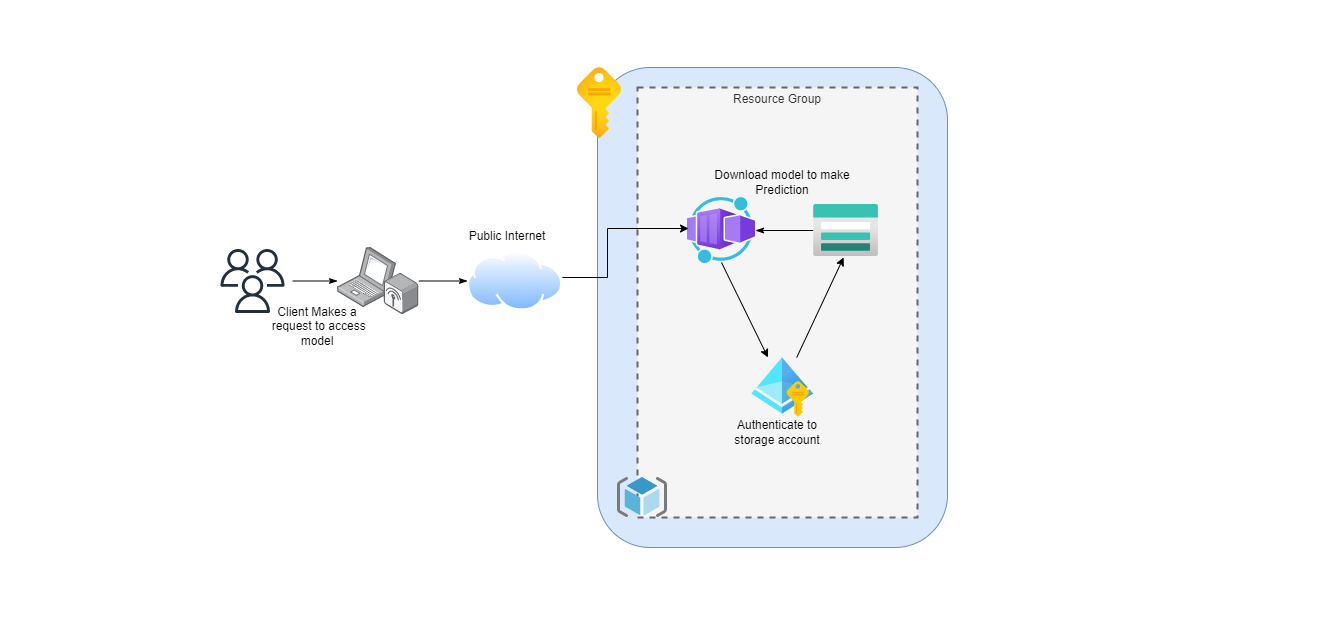 Resource Group
Download model to make
Prediction
Public Internet
Client Makes a
request to access
model
Authenticate to
storage account